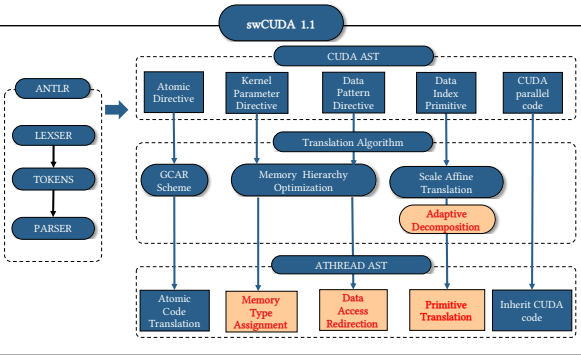 swCUDA 1.1
CUDA AST
ANTLR
LEXSER
TOKENS
PARSER
Atomic
Directive
Kernel
Parameter
Directive
Data
Pattern
Directive
Data
Index
Primitive
CUDA
parallel
code
Translation Algorithm
GCAR
Scheme
Memory Hierarchy
Optimization
Scale Affine
Translation
Adaptive
Decomposition
ATHREAD AST
Atomic
Code
Translation
Memory
Type
Assignment
Data
Access
Redirection
Primitive
Translation
Inherit CUDA
code